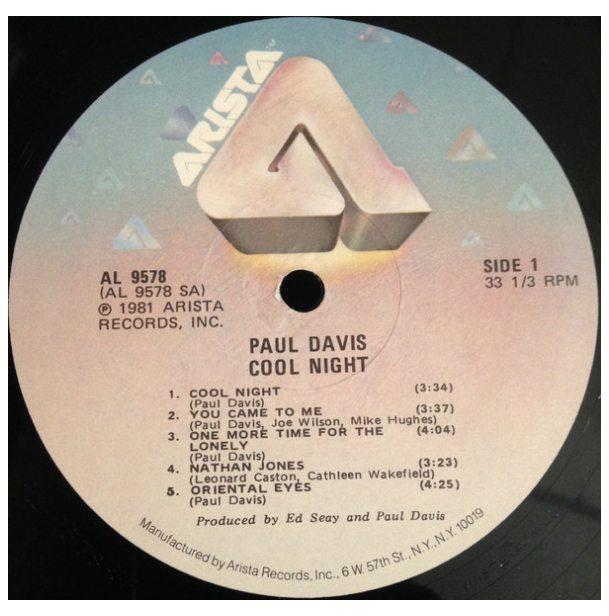 ARISTA™
AL 9578
(AL 9578 SA)
℗ 1981 ARISTA
RECORDS, INC.
SIDE 1
33 1/3 RPM
PAUL DAVIS
COOL NIGHT
1. COOL NIGHT (3:34)
(Paul Davis)
2. YOU CAME TO ME (3:37)
(Paul Davis, Joe Wilson, Mike Hughes)
3. ONE MORE TIME FOR THE (4:04)
LONELY
(Paul Davis)
4. NATHAN JONES (3:23)
(Leonard Caston, Cathleen Wakefield)
5. ORIENTAL EYES (4:25)
(Paul Davis)
Produced by Ed Seay and Paul Davis
Manufactured by Arista Records, Inc., 6 W. 57th St., N.Y., N.Y. 10019